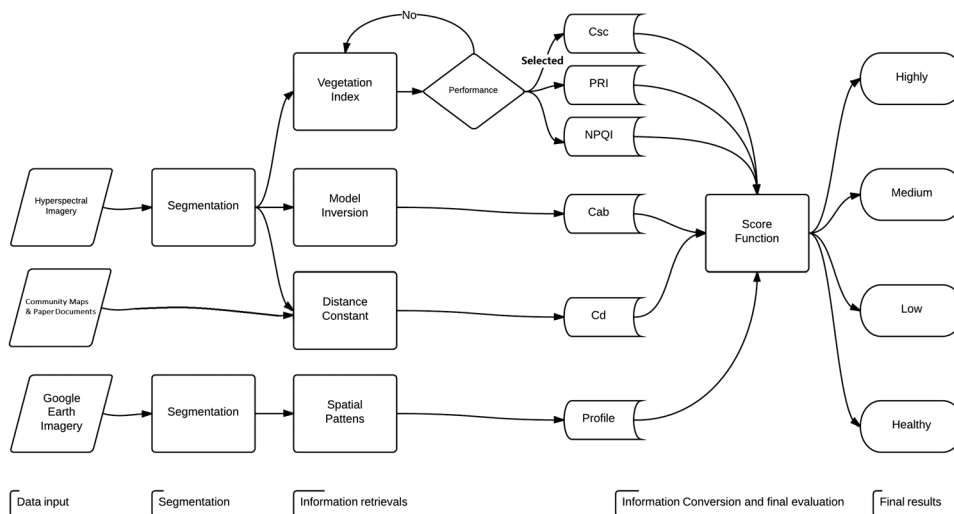 No
Csc
Selected
Vegetation
Index
Performance
PRI
Highly
NPQI
Hyperspectral
Imagery
Segmentation
Model
Inversion
Cab
Score
Function
Medium
Community Maps
& Paper Documents
Distance
Constant
Cd
Low
Google
Earth
Imagery
Segmentation
Spatial
Pattens
Profile
Healthy
Data input
Segmentation
Information retrievals
Information Conversion and final evaluation
Final results